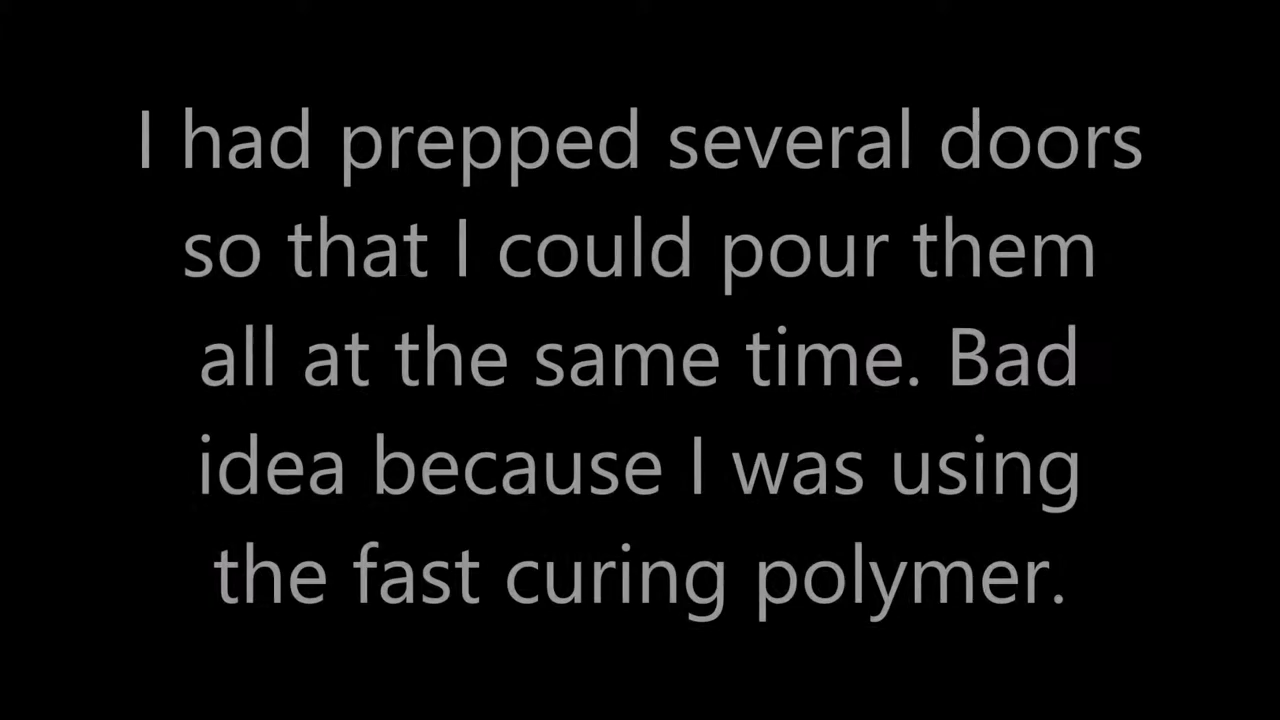 I had prepped several doors
so that I could pour them
all at the same time. Bad
idea because I was using
the fast curing polymer.